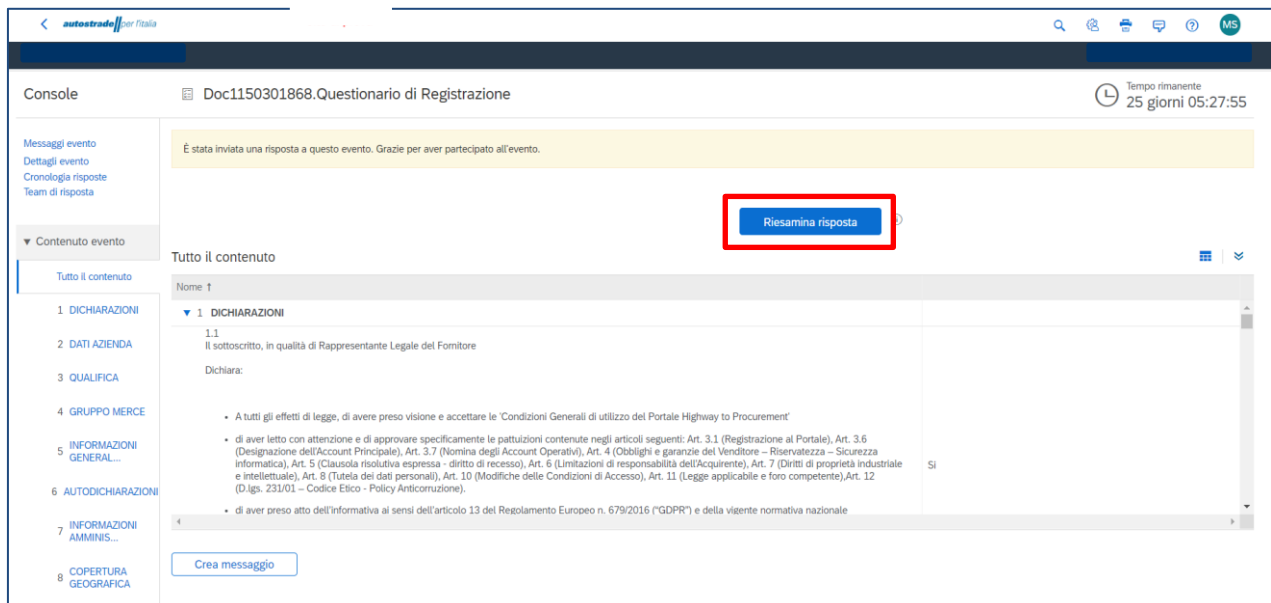 autostrade per l'italia
MS
Console
Doc1150301868.Questionario di Registrazione
Tempo rimanente
25 giorni 05:27:55
Messaggi evento
Dettagli evento
Cronologia risposte
Team di risposta
È stata inviata una risposta a questo evento. Grazie per aver partecipato all'evento.
Riesamina risposta
▼ Contenuto evento
Tutto il contenuto
1 DICHIARAZIONI
2 DATI AZIENDA
3 QUALIFICA
4 GRUPPO MERCE
5 INFORMAZIONI
GENERAL...
6 AUTODICHIARAZIONI
7 INFORMAZIONI
AMMINIS...
8 COPERTURA
GEOGRAFICA
Tutto il contenuto
Nome ↑
▼ 1 DICHIARAZIONI
1.1
Il sottoscritto, in qualità di Rappresentante Legale del Fornitore
Dichiara:
• A tutti gli effetti di legge, di avere preso visione e accettare le 'Condizioni Generali di utilizzo del Portale Highway to Procurement'
• di aver letto con attenzione e di approvare specificamente le pattuizioni contenute negli articoli seguenti: Art. 3.1 (Registrazione al Portale), Art. 3.6
(Designazione dell'Account Principale), Art. 3.7 (Nomina degli Account Operativi), Art. 4 (Obblighi e garanzie del Venditore – Riservatezza – Sicurezza
informatica), Art. 5 (Clausola risolutiva espressa - diritto di recesso), Art. 6 (Limitazioni di responsabilità dell'Acquirente), Art. 7 (Diritti di proprietà industriale
e intellettuale), Art. 8 (Tutela dei dati personali), Art. 10 (Modifiche delle Condizioni di Accesso), Art. 11 (Legge applicabile e foro competente),Art. 12
(D.lgs. 231/01 – Codice Etico - Policy Anticorruzione).
Sì
• di aver preso atto dell'informativa ai sensi dell'articolo 13 del Regolamento Europeo n. 679/2016 ("GDPR") e della vigente normativa nazionale
Crea messaggio